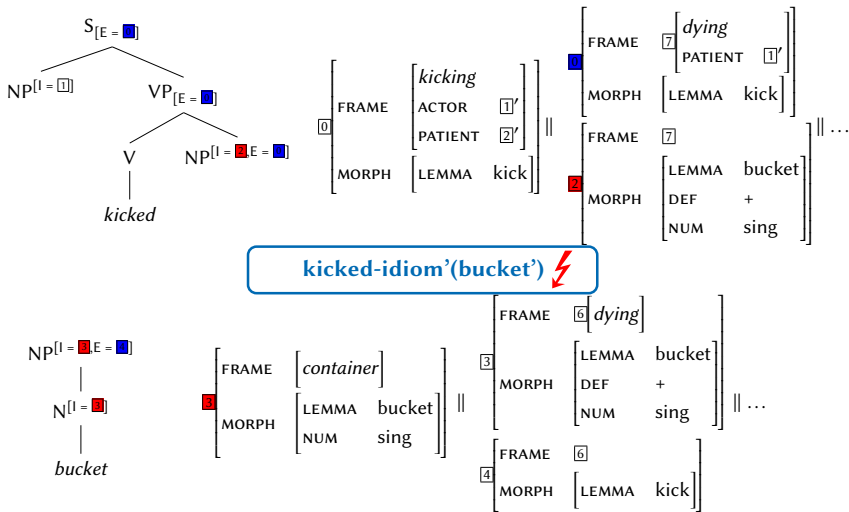 S[E = 0]
NP[I = 1] VP[E = 0]
V NP[I = 2,E = 0]
kicked
0 FRAME kicking
ACTOR 1′
PATIENT 2′
MORPH LEMMA kick
||
0 FRAME 7 dying
PATIENT 1′
MORPH LEMMA kick
2 FRAME 7
MORPH LEMMA bucket
DEF +
NUM sing
|| …
kicked-idiom’(bucket’)
NP[I = 3,E = 3]
N[I = 3]
bucket
3 FRAME container
MORPH LEMMA bucket
NUM sing
||
3 FRAME 6 dying
MORPH LEMMA bucket
DEF +
NUM sing
4 FRAME 6
MORPH LEMMA kick
|| …